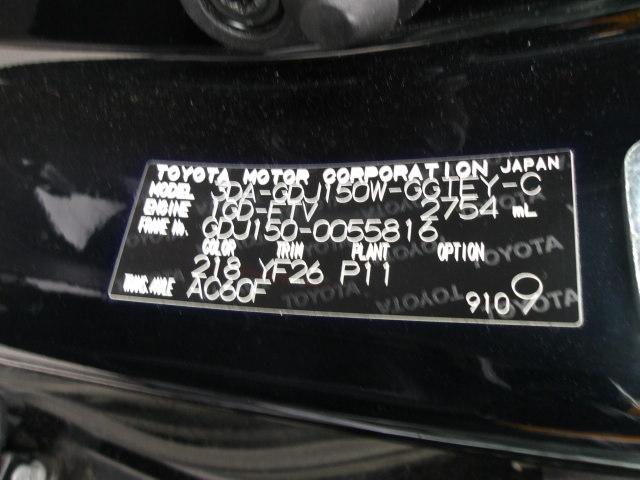 TOYOTA MOTOR CORPORATION JAPAN
MODEL 3DA-GDJ150W-GGTEY-C
ENGINE 1GD-FTV 2754 mL
FRAME No. GDJ150-0055816
COLOR TRIM PLANT OPTION
218 YF26 P11
TRANS./AXLE AC60F
9109